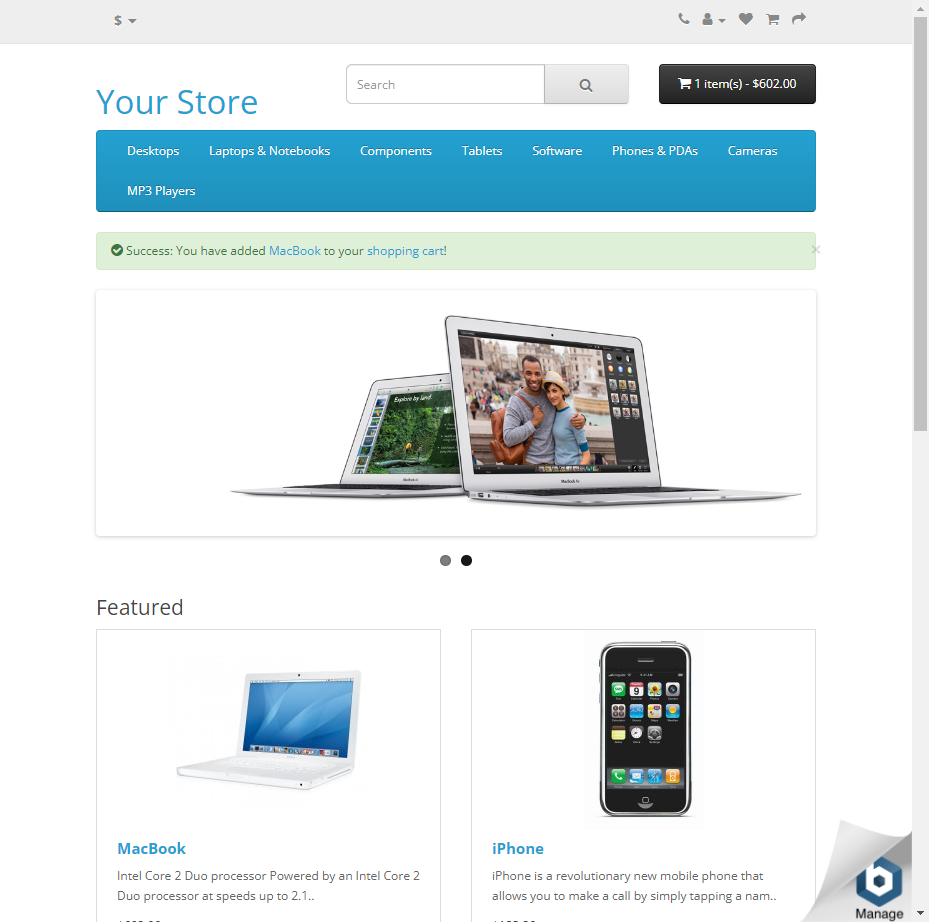 $
Your Store
Search
1 item(s) - $602.00
Desktops
Laptops & Notebooks
Components
Tablets
Software
Phones & PDAs
Cameras
MP3 Players
Success: You have added MacBook to your shopping cart!
×
Explore by land.
MacBook Air
Featured
MacBook
Intel Core 2 Duo processor Powered by an Intel Core 2
Duo processor at speeds up to 2.1..
iPhone
iPhone is a revolutionary new mobile phone that
allows you to make a call by simply tapping a nam..
Manage